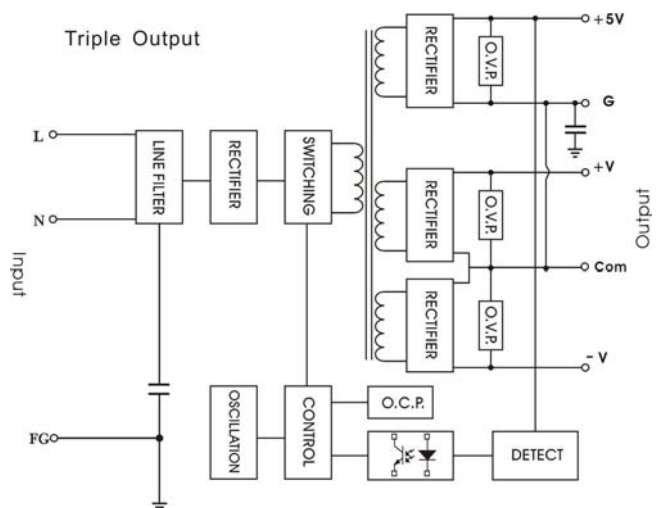 Triple Output
L
N
Input
FG
LINE FILTER
RECTIFIER
SWITCHING
OSCILLATION
CONTROL
O.C.P.
DETECT
RECTIFIER
O.V.P.
+5V
G
RECTIFIER
O.V.P.
+V
Com
RECTIFIER
O.V.P.
- V
Output